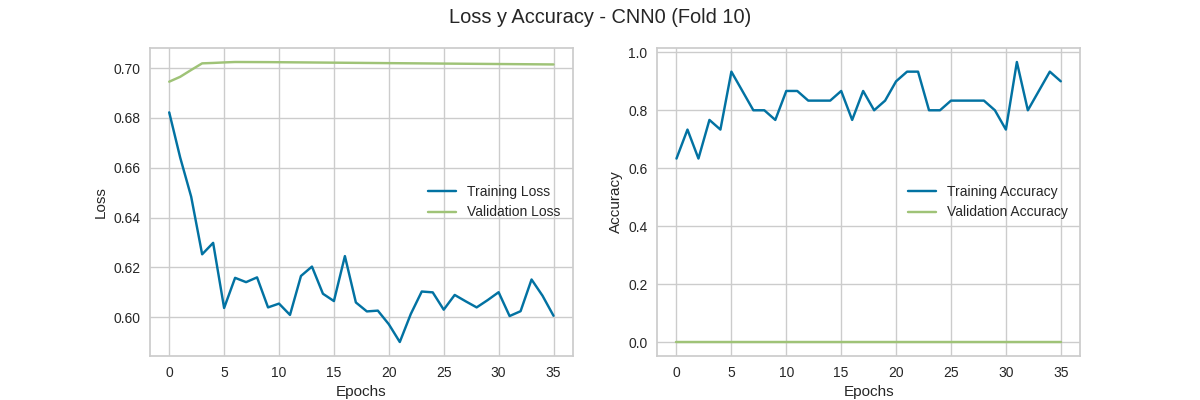 Loss y Accuracy - CNN0 (Fold 10)
Loss
0.70
0.68
0.66
0.64
0.62
0.60
Training Loss
Validation Loss
0 5 10 15 20 25 30 35
Epochs
Accuracy
1.0
0.8
0.6
0.4
0.2
0.0
Training Accuracy
Validation Accuracy
0 5 10 15 20 25 30 35
Epochs